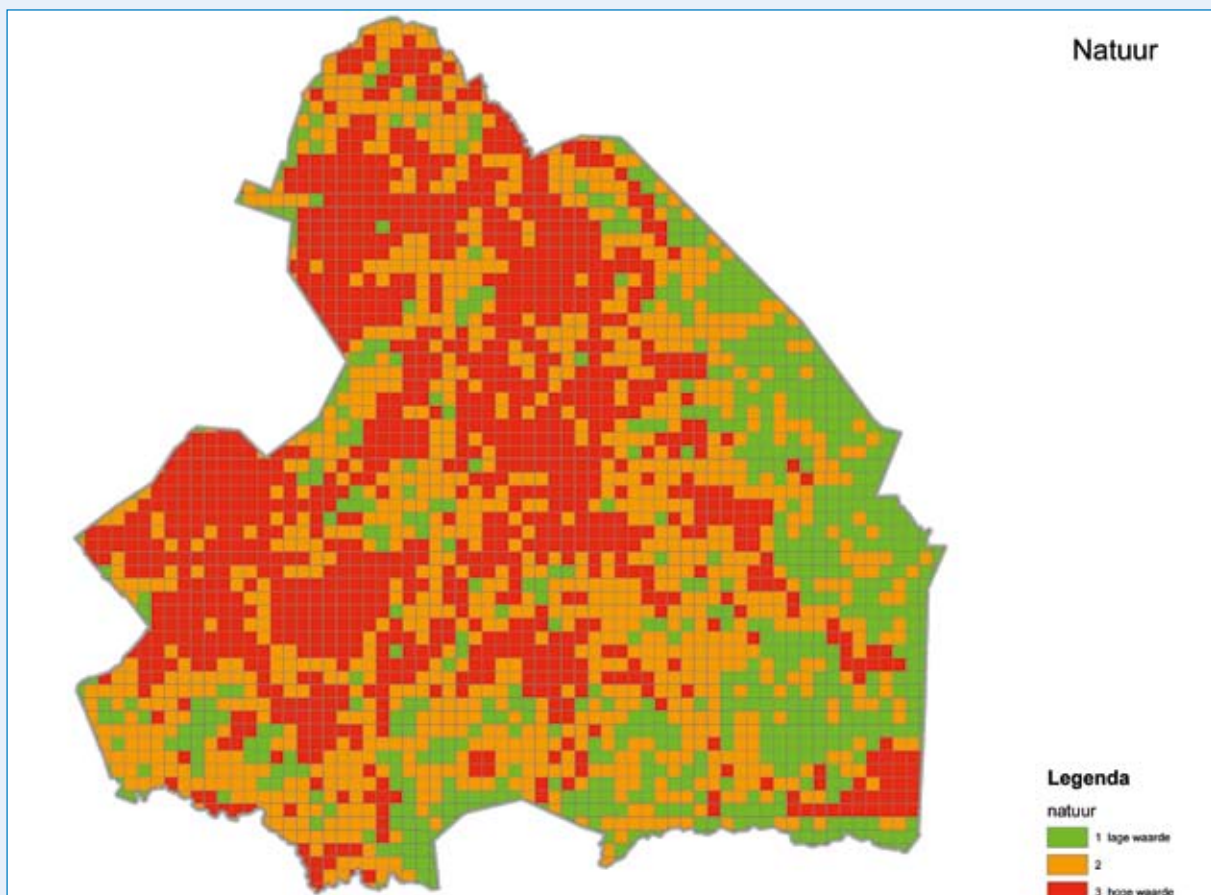 Natuur
Legenda
natuur
1 lage waarde
2
3 hoge waarde